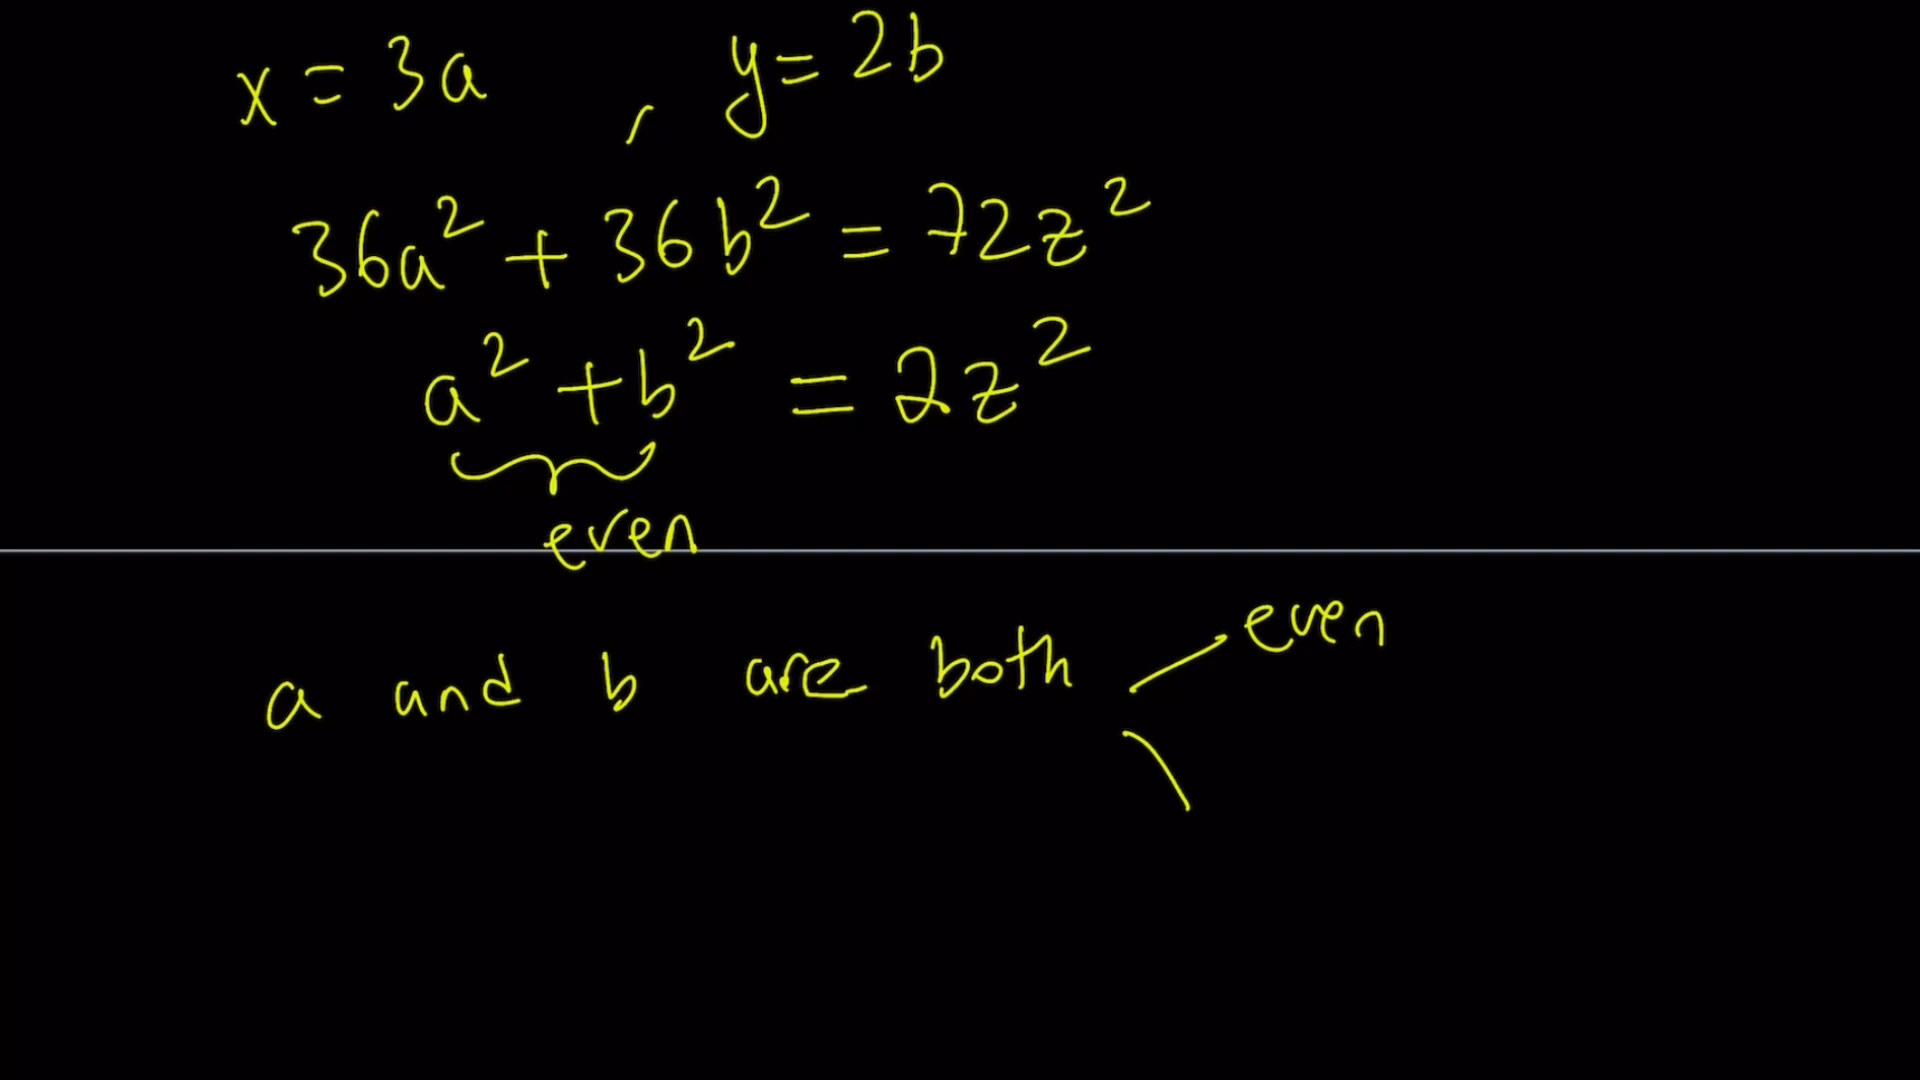 x = 3a , y = 2b
36a² + 36b² = 72z²
a² + b² = 2z²
even
even
a and b are both